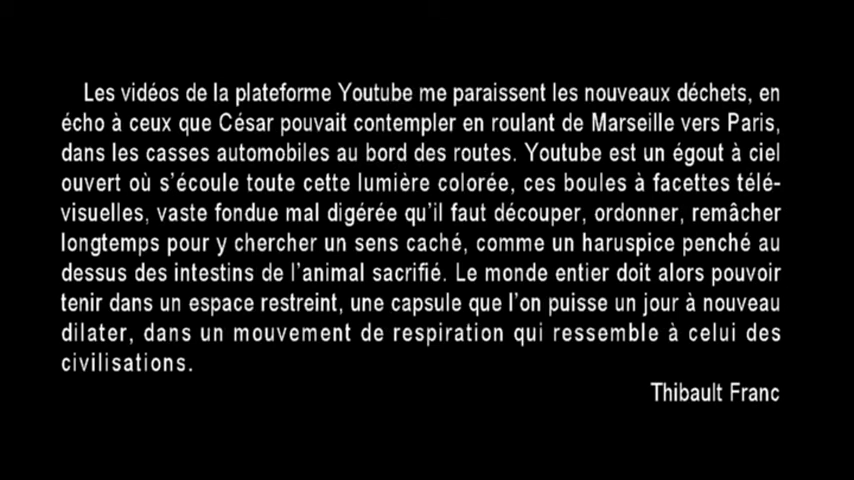 Les vidéos de la plateforme Youtube me paraissent les nouveaux déchets, en
écho à ceux que César pouvait contempler en roulant de Marseille vers Paris,
dans les casses automobiles au bord des routes. Youtube est un égout à ciel
ouvert où s'écoule toute cette lumière colorée, ces boules à facettes télé-
visuelles, vaste fondue mal digérée qu'il faut découper, ordonner, remâcher
longtemps pour y chercher un sens caché, comme un haruspice penché au
dessus des intestins de l'animal sacrifié. Le monde entier doit alors pouvoir
tenir dans un espace restreint, une capsule que l'on puisse un jour à nouveau
dilater, dans un mouvement de respiration qui ressemble à celui des
civilisations.
Thibault Franc